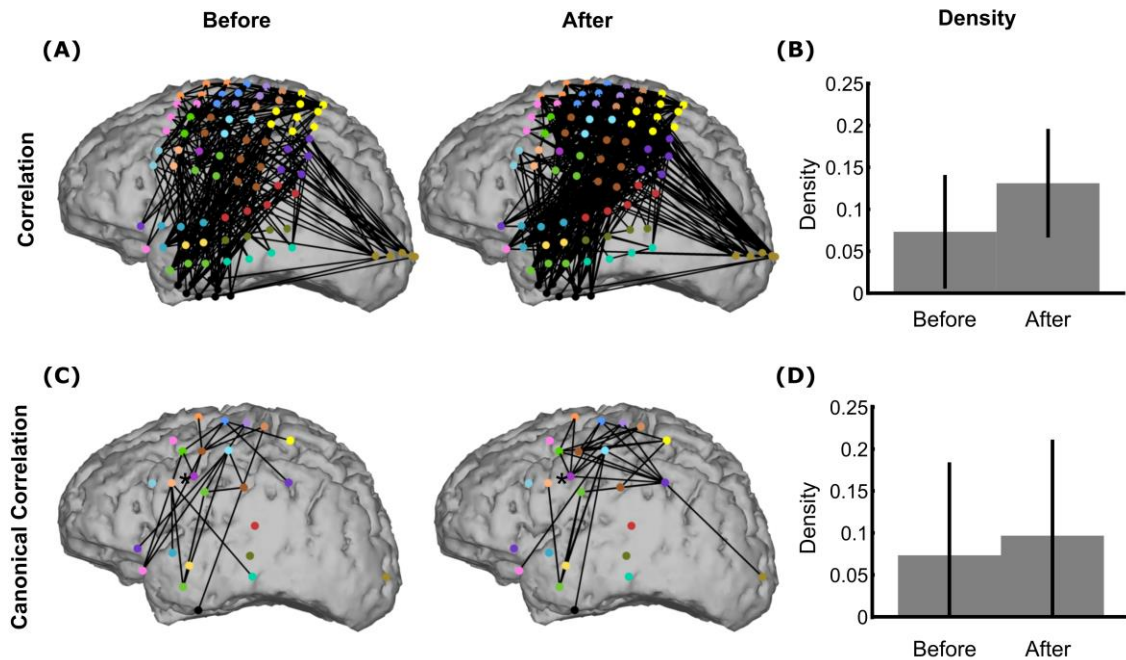 Before
After
Density
(A)
(B)
Correlation
Density
0.25
0.2
0.15
0.1
0.05
0
Before
After
(C)
(D)
Canonical Correlation
*
*
Density
0.25
0.2
0.15
0.1
0.05
0
Before
After